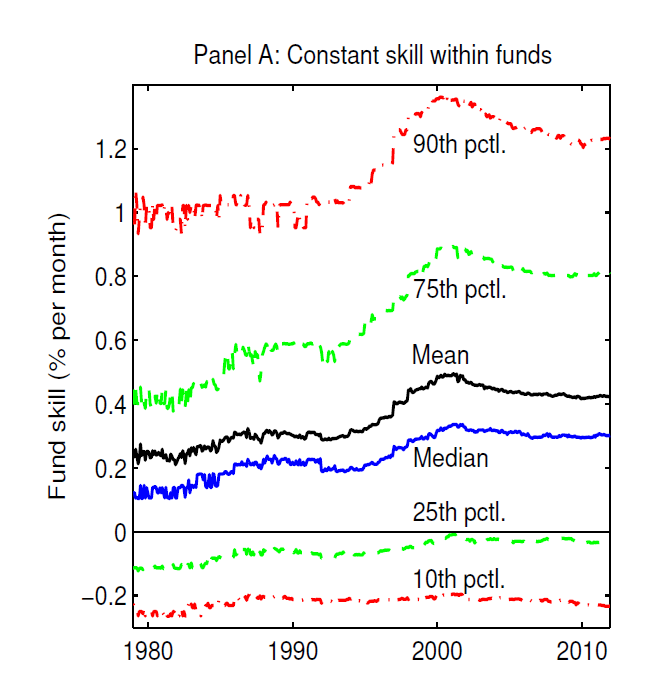 Panel A: Constant skill within funds
Fund skill (% per month)
1.2
1
0.8
0.6
0.4
0.2
0
−0.2
90th pctl.
75th pctl.
Mean
Median
25th pctl.
10th pctl.
1980 1990 2000 2010